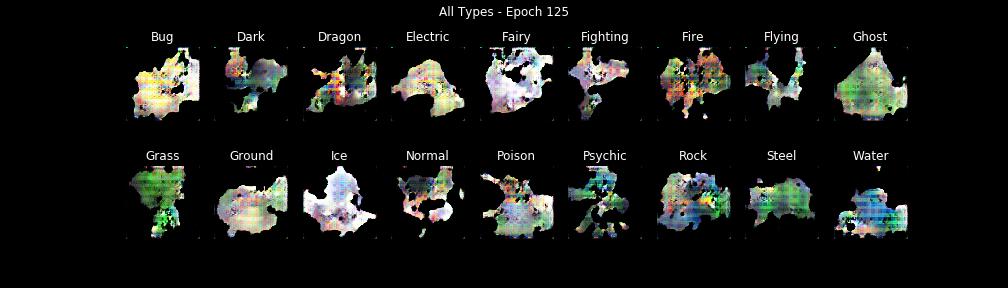 All Types - Epoch 125
Bug Dark Dragon Electric Fairy Fighting Fire Flying Ghost
Grass Ground Ice Normal Poison Psychic Rock Steel Water